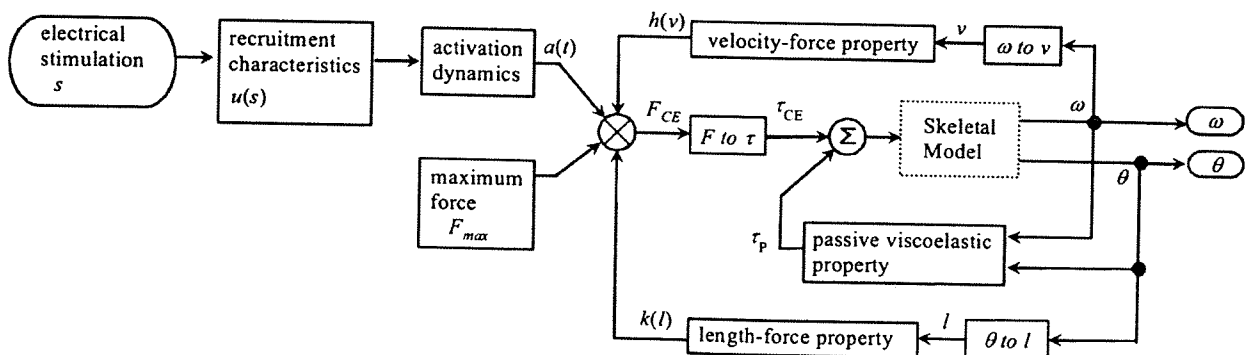 electrical
stimulation
s
recruitment
characteristics
u(s)
activation
dynamics
a(t)
maximum
force
F_max
h(v)
velocity-force property
v
ω to v
F_CE
F to τ
τ_CE
Σ
Skeletal
Model
ω
ω
θ
θ
τ_P
passive viscoelastic
property
k(l)
length-force property
l
θ to l